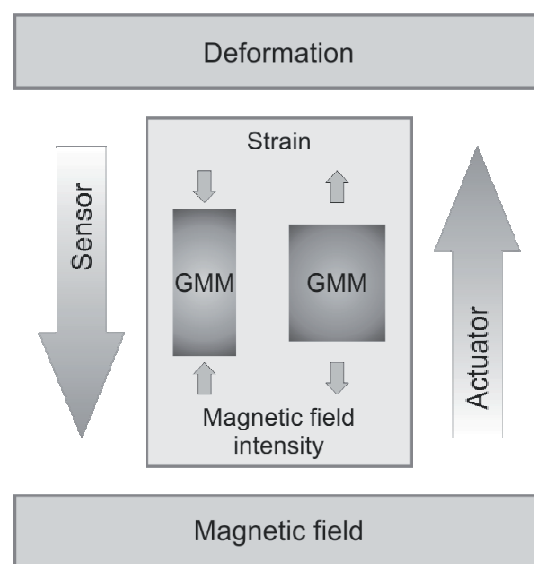 Deformation
Strain
Sensor
GMM
GMM
Actuator
Magnetic field
intensity
Magnetic field